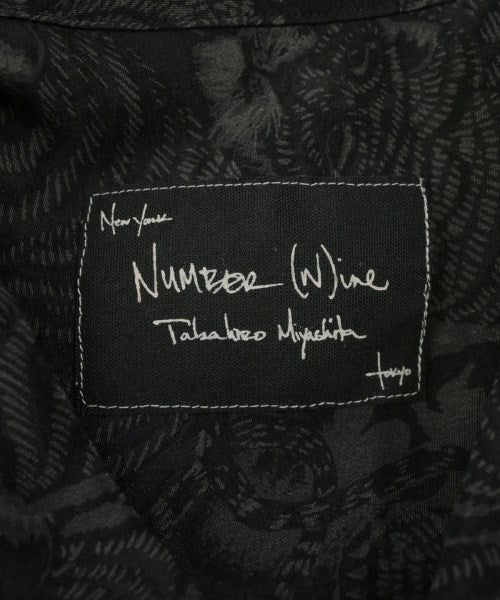 New York
NUMBER (N)ine
Takahiro Miyashita
tokyo